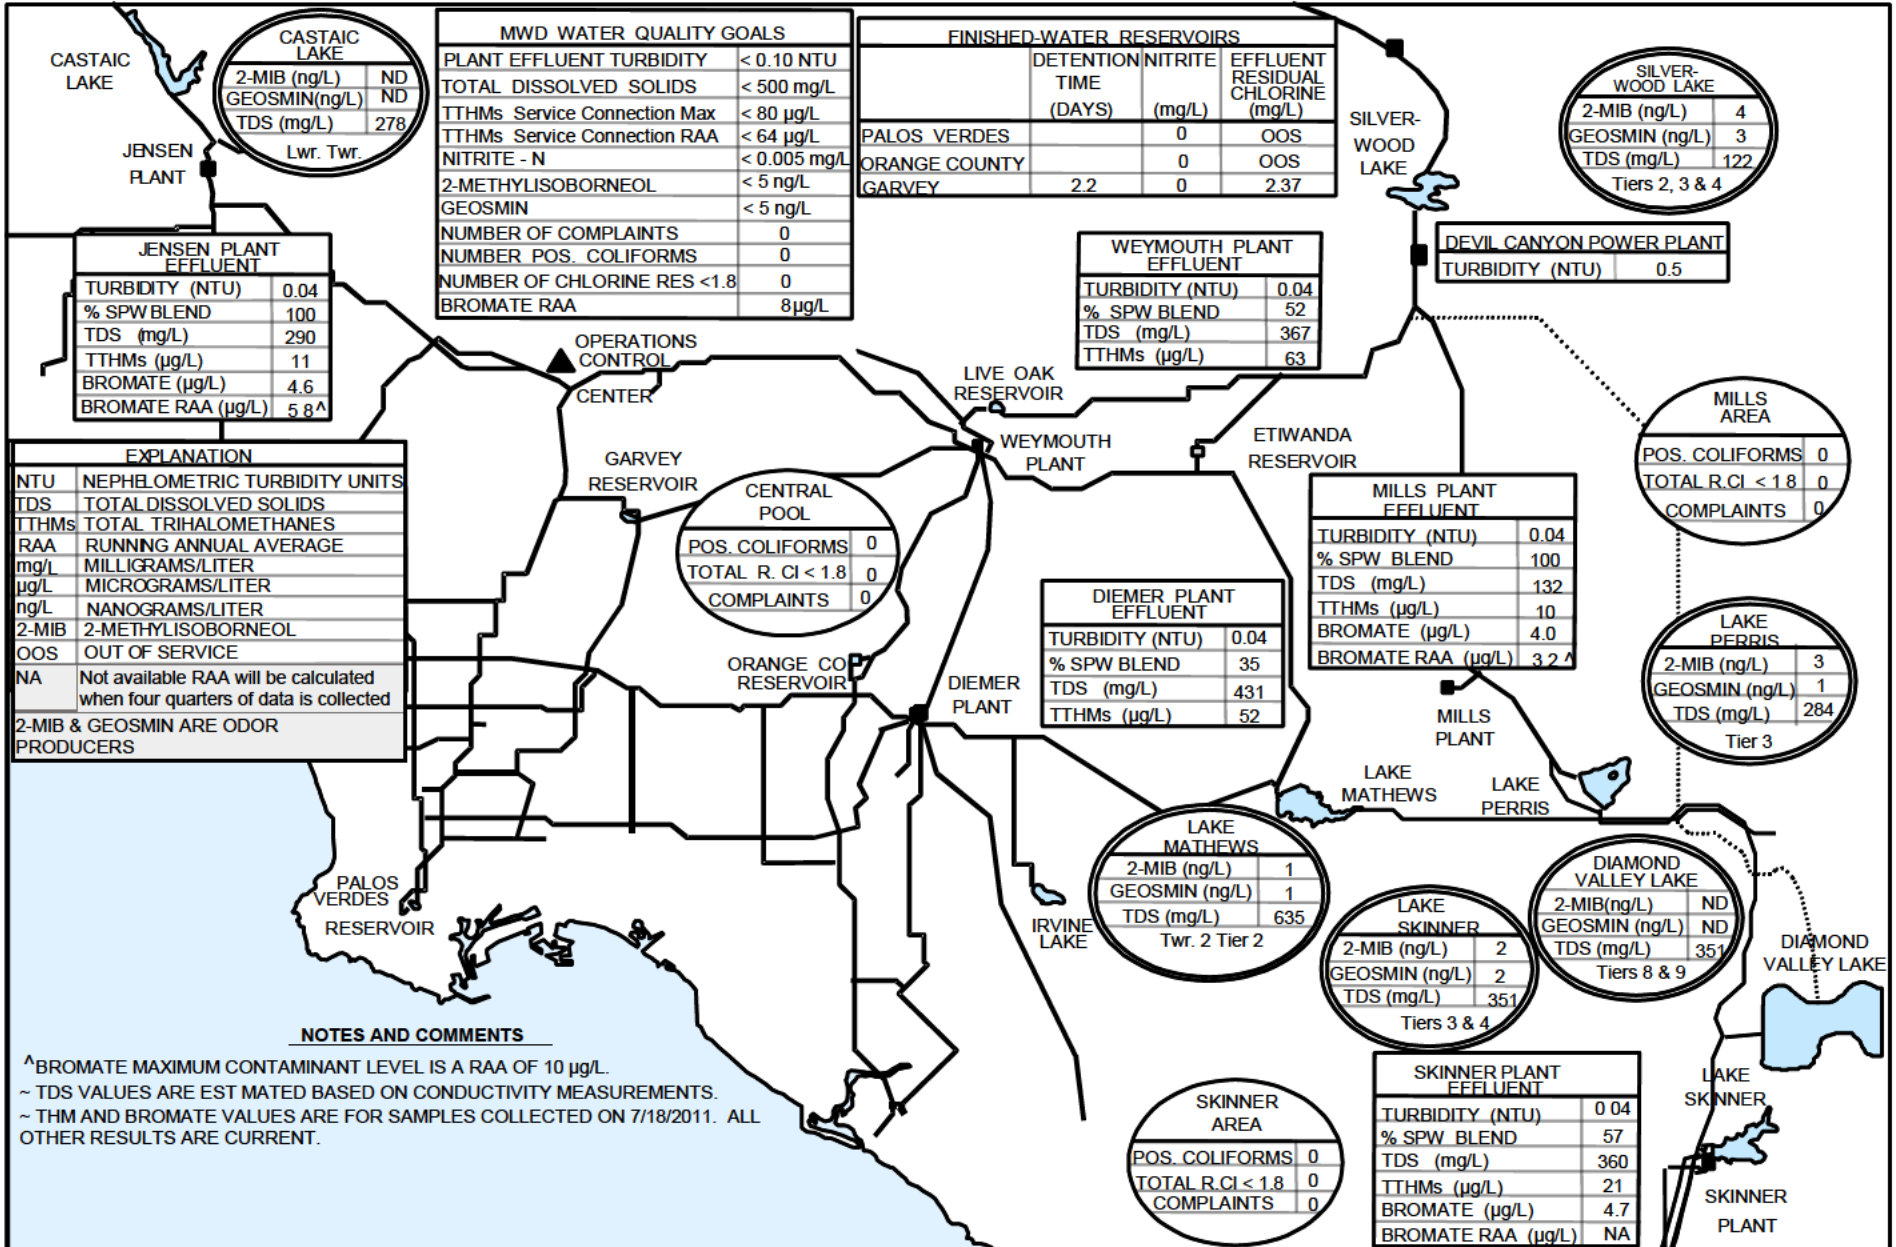 CASTAIC
LAKE
CASTAIC
LAKE
2-MIB (ng/L) ND
GEOSMIN(ng/L) ND
TDS (mg/L) 278
Lwr. Twr.
JENSEN
PLANT
MWD WATER QUALITY GOALS
PLANT EFFLUENT TURBIDITY < 0.10 NTU
TOTAL DISSOLVED SOLIDS < 500 mg/L
TTHMs Service Connection Max < 80 µg/L
TTHMs Service Connection RAA < 64 µg/L
NITRITE - N < 0.005 mg/L
2-METHYLISOBORNEOL < 5 ng/L
GEOSMIN < 5 ng/L
NUMBER OF COMPLAINTS 0
NUMBER POS. COLIFORMS 0
NUMBER OF CHLORINE RES <1.8 0
BROMATE RAA 8µg/L
FINISHED-WATER RESERVOIRS
DETENTION NITRITE EFFLUENT
TIME RESIDUAL
CHLORINE
(DAYS) (mg/L) (mg/L)
PALOS VERDES 0 OOS
ORANGE COUNTY 0 OOS
GARVEY 2.2 0 2.37
SILVER-
WOOD
LAKE
SILVER-
WOOD LAKE
2-MIB (ng/L) 4
GEOSMIN (ng/L) 3
TDS (mg/L) 122
Tiers 2, 3 & 4
DEVIL CANYON POWER PLANT
TURBIDITY (NTU) 0.5
JENSEN PLANT
EFFLUENT
TURBIDITY (NTU) 0.04
% SPW BLEND 100
TDS (mg/L) 290
TTHMs (µg/L) 11
BROMATE (µg/L) 4.6
BROMATE RAA (µg/L) 5 8^
WEYMOUTH PLANT
EFFLUENT
TURBIDITY (NTU) 0.04
% SPW BLEND 52
TDS (mg/L) 367
TTHMs (µg/L) 63
OPERATIONS
CONTROL
CENTER
LIVE OAK
RESERVOIR
WEYMOUTH
PLANT
ETIWANDA
RESERVOIR
MILLS
AREA
POS. COLIFORMS 0
TOTAL R.Cl < 1 8 0
COMPLAINTS 0
EXPLANATION
NTU NEPHELOMETRIC TURBIDITY UNITS
TDS TOTAL DISSOLVED SOLIDS
TTHMs TOTAL TRIHALOMETHANES
RAA RUNNING ANNUAL AVERAGE
mg/L MILLIGRAMS/LITER
µg/L MICROGRAMS/LITER
ng/L NANOGRAMS/LITER
2-MIB 2-METHYLISOBORNEOL
OOS OUT OF SERVICE
NA Not available RAA will be calculated
when four quarters of data is collected
2-MIB & GEOSMIN ARE ODOR
PRODUCERS
GARVEY
RESERVOIR
CENTRAL
POOL
POS. COLIFORMS 0
TOTAL R. Cl < 1.8 0
COMPLAINTS 0
MILLS PLANT
EFFLUENT
TURBIDITY (NTU) 0.04
% SPW BLEND 100
TDS (mg/L) 132
TTHMs (µg/L) 10
BROMATE (µg/L) 4.0
BROMATE RAA (µg/L) 3 2 ^
DIEMER PLANT
EFFLUENT
TURBIDITY (NTU) 0.04
% SPW BLEND 35
TDS (mg/L) 431
TTHMs (µg/L) 52
ORANGE CO
RESERVOIR
DIEMER
PLANT
LAKE
PERRIS
2-MIB (ng/L) 3
GEOSMIN (ng/L) 1
TDS (mg/L) 284
Tier 3
MILLS
PLANT
LAKE
MATHEWS
LAKE
PERRIS
LAKE
MATHEWS
2-MIB (ng/L) 1
GEOSMIN (ng/L) 1
TDS (mg/L) 635
Twr. 2 Tier 2
DIAMOND
VALLEY LAKE
2-MIB(ng/L) ND
GEOSMIN (ng/L) ND
TDS (mg/L) 351
Tiers 8 & 9
LAKE
SKINNER
2-MIB (ng/L) 2
GEOSMIN (ng/L) 2
TDS (mg/L) 351
Tiers 3 & 4
DIAMOND
VALLEY LAKE
PALOS
VERDES
RESERVOIR
IRVINE
LAKE
NOTES AND COMMENTS
^BROMATE MAXIMUM CONTAMINANT LEVEL IS A RAA OF 10 µg/L.
~ TDS VALUES ARE EST MATED BASED ON CONDUCTIVITY MEASUREMENTS.
~ THM AND BROMATE VALUES ARE FOR SAMPLES COLLECTED ON 7/18/2011. ALL
OTHER RESULTS ARE CURRENT.
SKINNER
AREA
POS. COLIFORMS 0
TOTAL R.Cl < 1.8 0
COMPLAINTS 0
SKINNER PLANT
EFFLUENT
TURBIDITY (NTU) 0 04
% SPW BLEND 57
TDS (mg/L) 360
TTHMs (µg/L) 21
BROMATE (µg/L) 4.7
BROMATE RAA (µg/L) NA
LAKE
SKINNER
SKINNER
PLANT